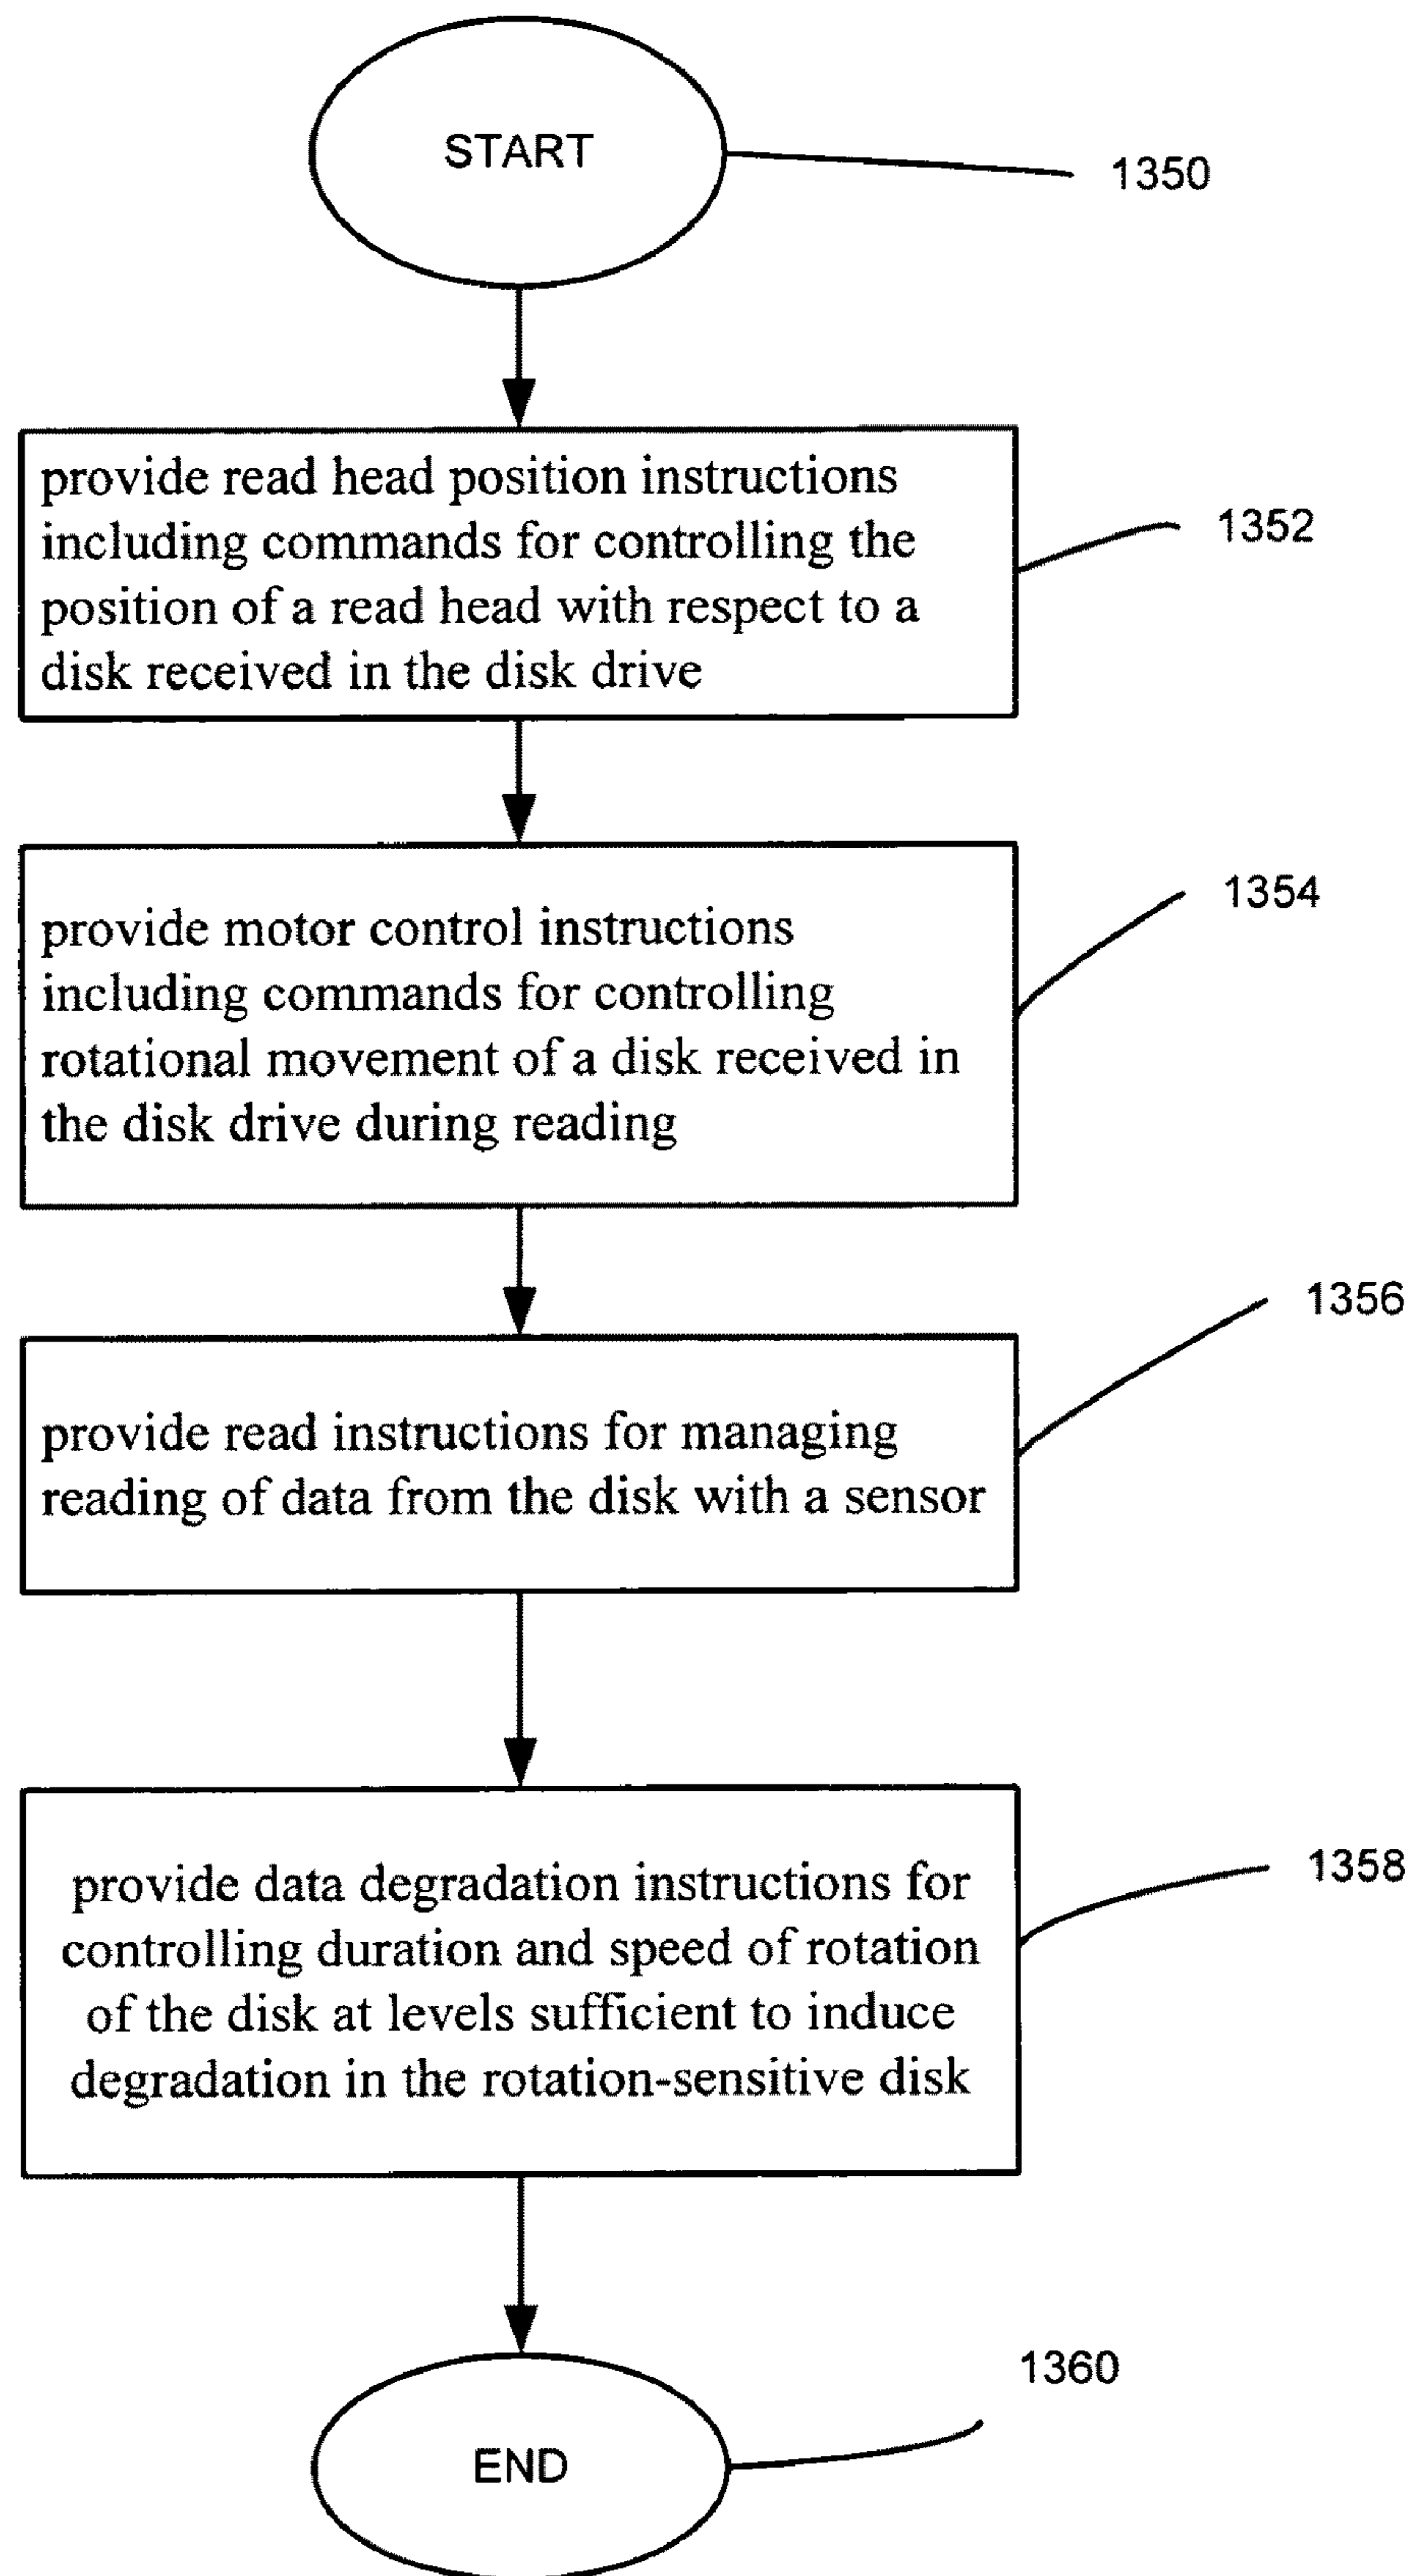 START
1350
provide read head position instructions
including commands for controlling the
position of a read head with respect to a
disk received in the disk drive
1352
provide motor control instructions
including commands for controlling
rotational movement of a disk received in
the disk drive during reading
1354
provide read instructions for managing
reading of data from the disk with a sensor
1356
provide data degradation instructions for
controlling duration and speed of rotation
of the disk at levels sufficient to induce
degradation in the rotation-sensitive disk
1358
END
1360